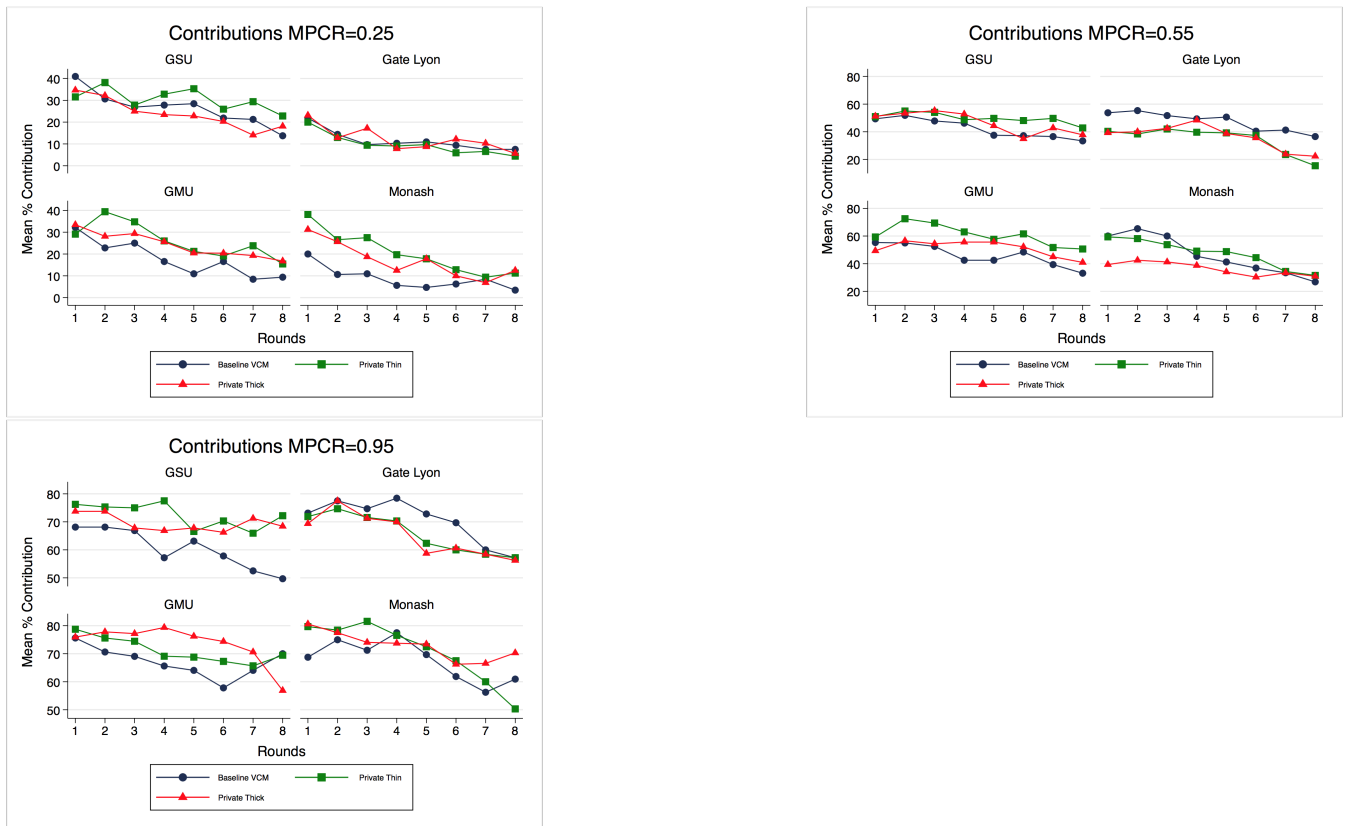 Contributions MPCR=0.25
GSU
Gate Lyon
40
30
20
10
0
GMU
Monash
40
30
20
10
0
1 2 3 4 5 6 7 8 1 2 3 4 5 6 7 8
Mean % Contribution
Rounds
Baseline VCM
Private Thin
Private Thick
Contributions MPCR=0.55
GSU
Gate Lyon
80
60
40
20
GMU
Monash
80
60
40
20
1 2 3 4 5 6 7 8 1 2 3 4 5 6 7 8
Mean % Contribution
Rounds
Baseline VCM
Private Thin
Private Thick
Contributions MPCR=0.95
GSU
Gate Lyon
80
70
60
50
GMU
Monash
80
70
60
50
1 2 3 4 5 6 7 8 1 2 3 4 5 6 7 8
Mean % Contribution
Rounds
Baseline VCM
Private Thin
Private Thick